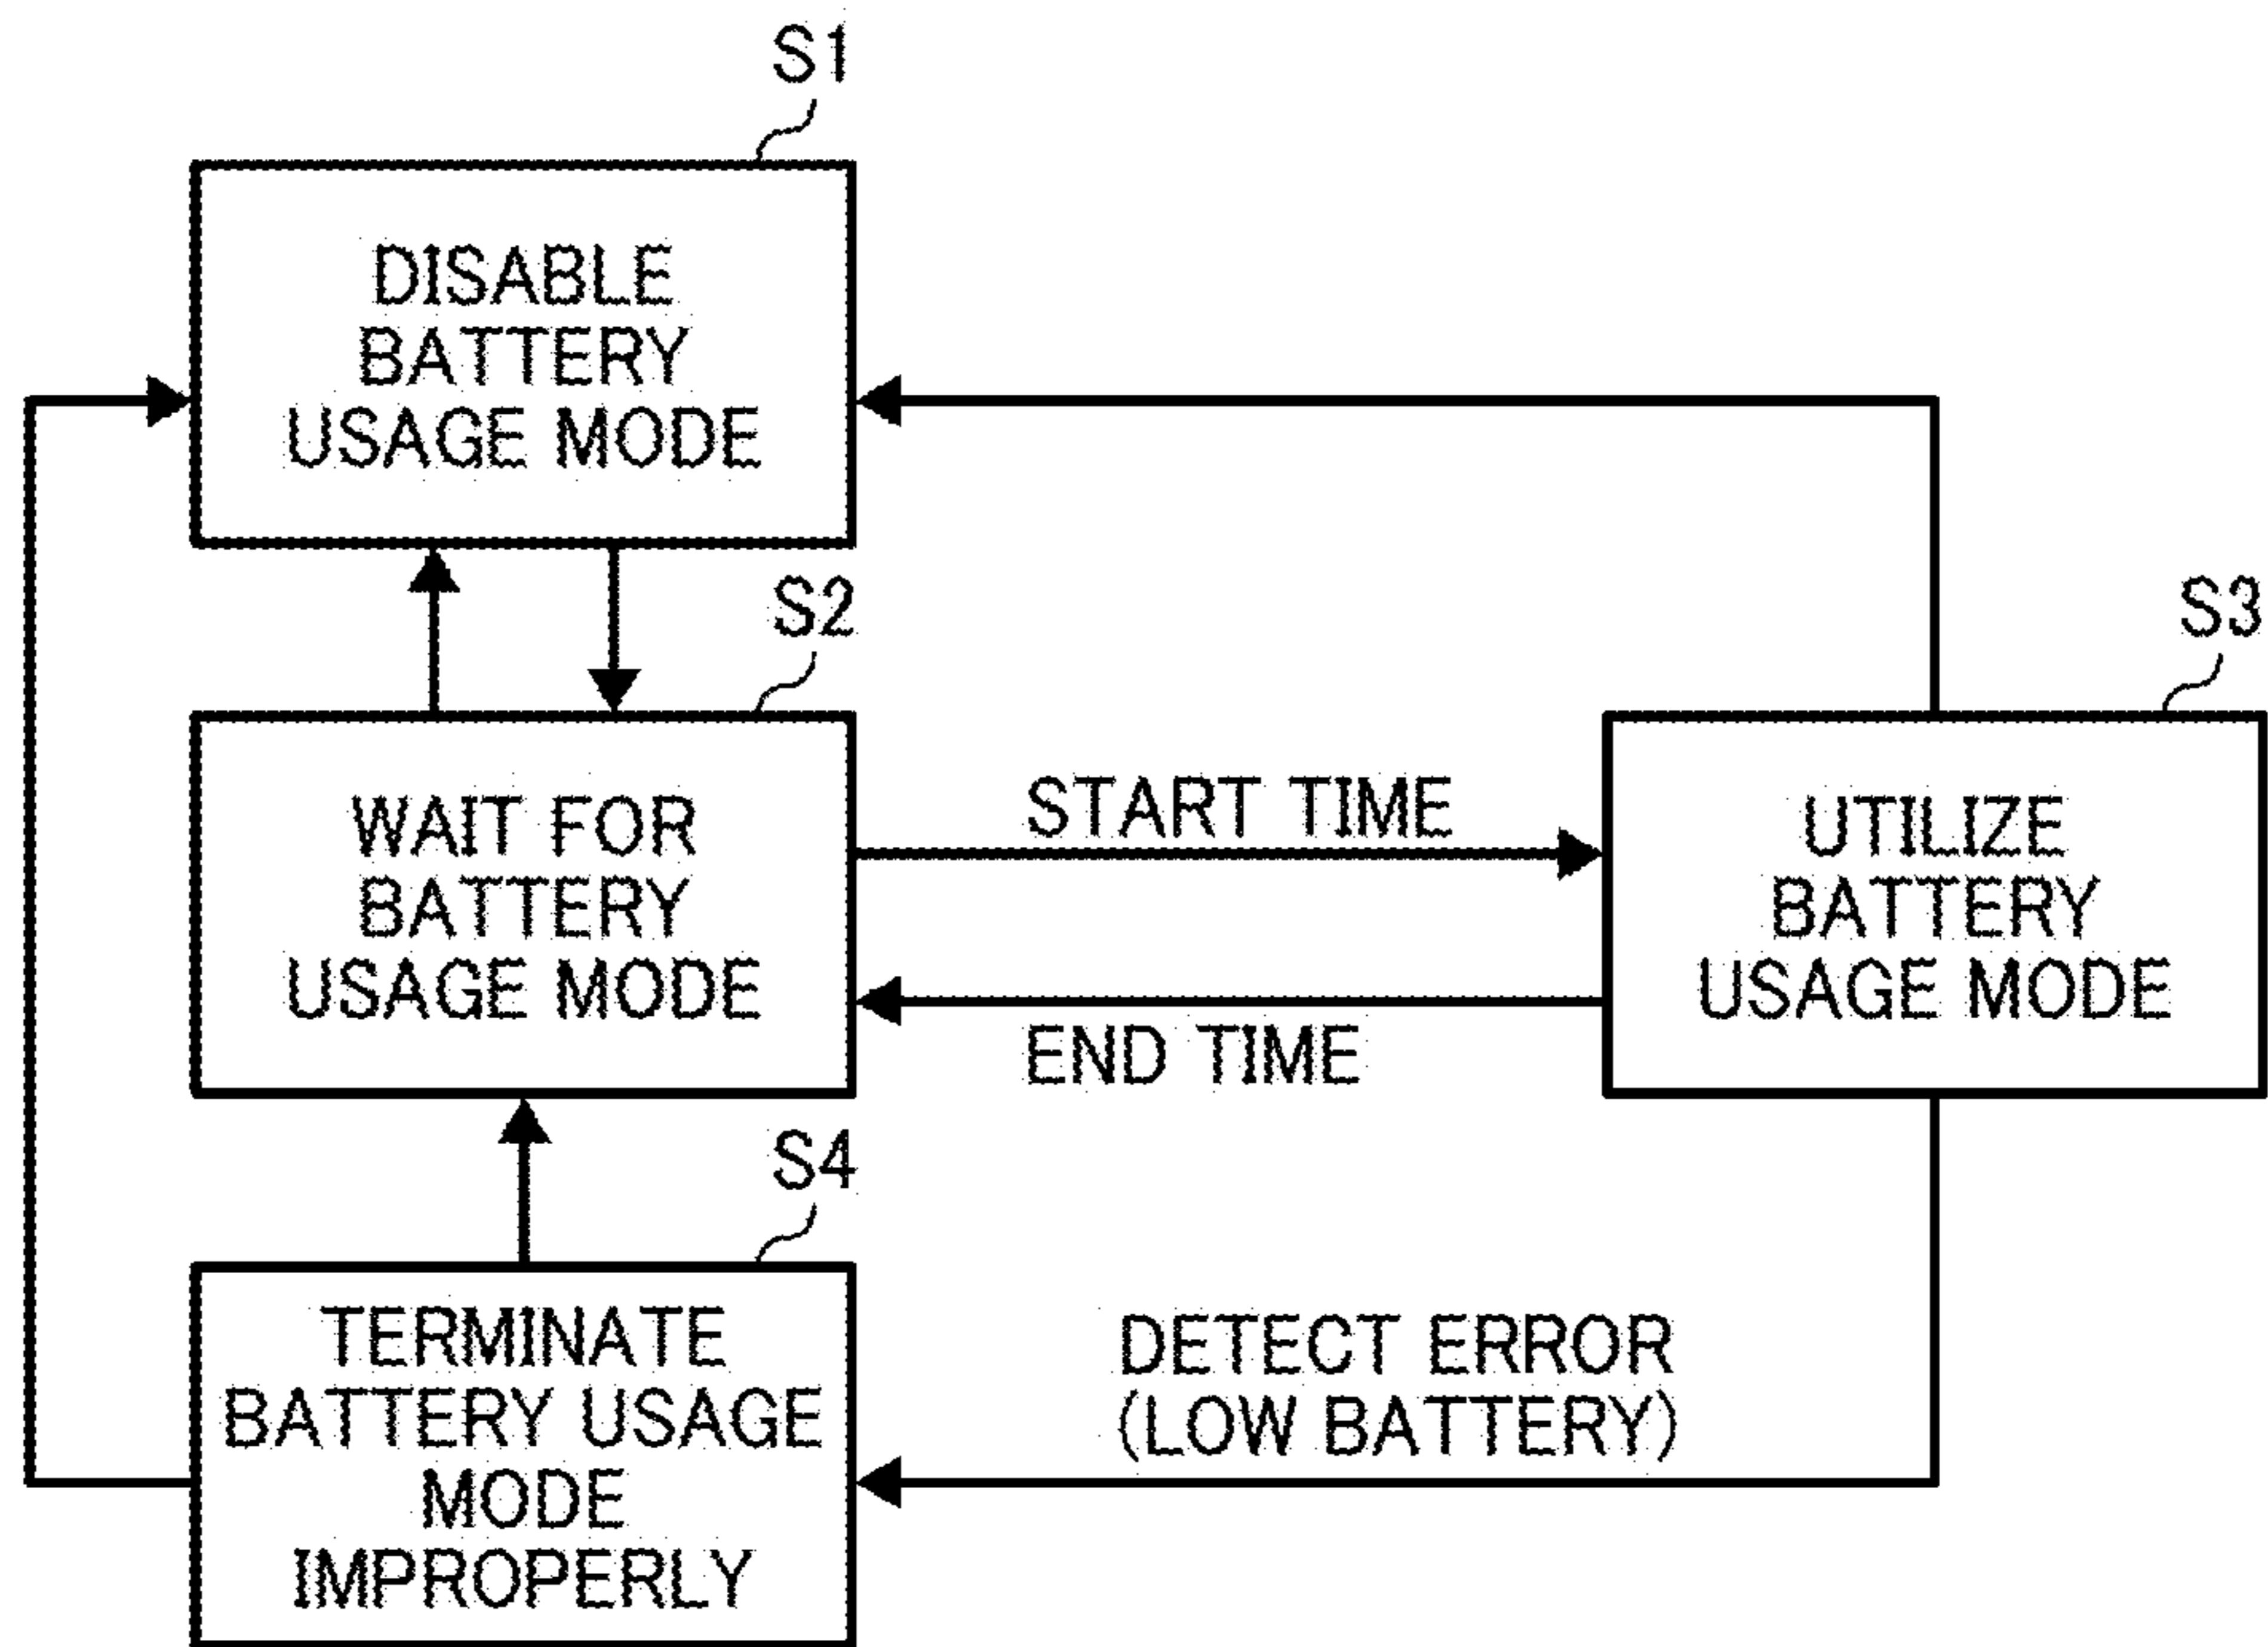 S1
DISABLE
BATTERY
USAGE MODE
S2
WAIT FOR
BATTERY
USAGE MODE
START TIME
END TIME
S3
UTILIZE
BATTERY
USAGE MODE
S4
TERMINATE
BATTERY USAGE
MODE
IMPROPERLY
DETECT ERROR
(LOW BATTERY)